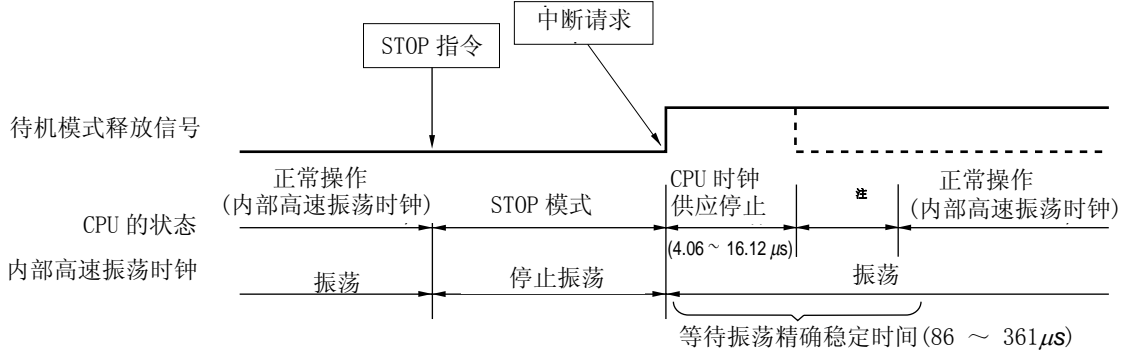 中断请求
STOP 指令
待机模式释放信号
正常操作
(内部高速振荡时钟)
STOP 模式
CPU 时钟
供应停止
注
正常操作
(内部高速振荡时钟)
CPU 的状态
(4.06 ~ 16.12 μs)
内部高速振荡时钟
振荡
停止振荡
振荡
等待振荡精确稳定时间(86 ~ 361μs)